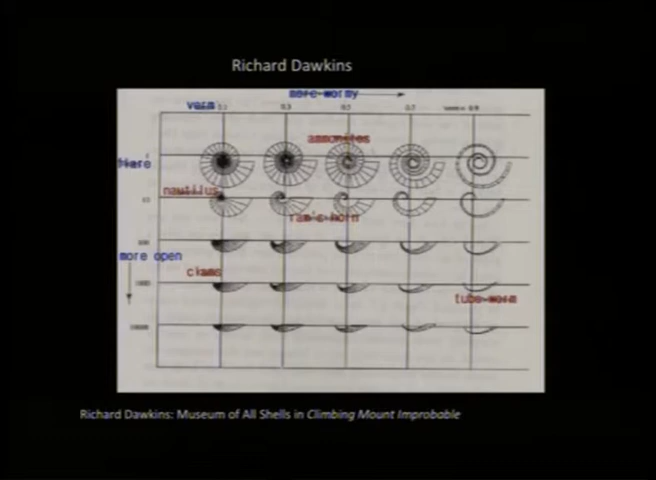 Richard Dawkins
more wormy
verm
ammonites
flare
nautilus
ram's horn
more open
clams
tube worm
Richard Dawkins: Museum of All Shells in Climbing Mount Improbable